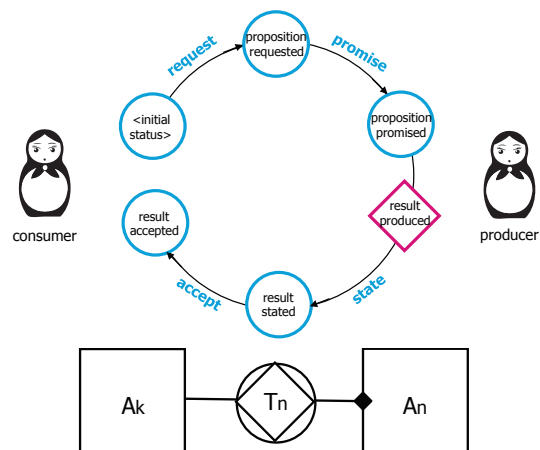 proposition
requested
request
promise
<initial
status>
proposition
promised
consumer
result
accepted
result
produced
producer
accept
result
stated
state
Ak
Tn
An